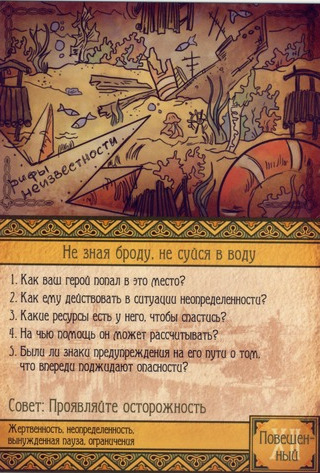 рифы
неизвестности
Не зная броду, не суйся в воду
1. Как ваш герой попал в это место?
2. Как ему действовать в ситуации неопределенности?
3. Какие ресурсы есть у него, чтобы спастись?
4. На чью помощь он может рассчитывать?
5. Были ли знаки предупреждения на его пути о том,
что впереди поджидают опасности?
Совет: Проявляйте осторожность
Жертвенность, неопределенность,
вынужденная пауза, ограничения
XII
Повешен-
ный